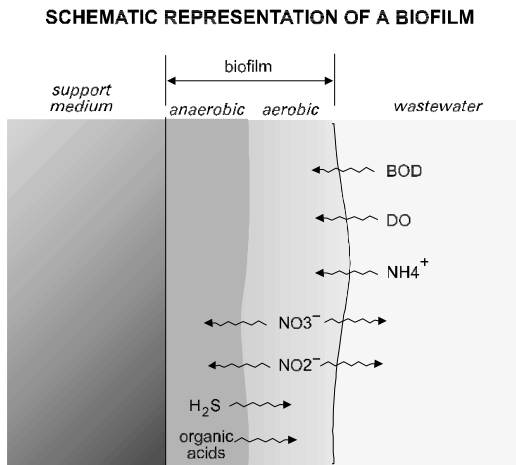 SCHEMATIC REPRESENTATION OF A BIOFILM
biofilm
support
medium
anaerobic
aerobic
wastewater
BOD
DO
NH4⁺
NO3⁻
NO2⁻
H₂S
organic
acids